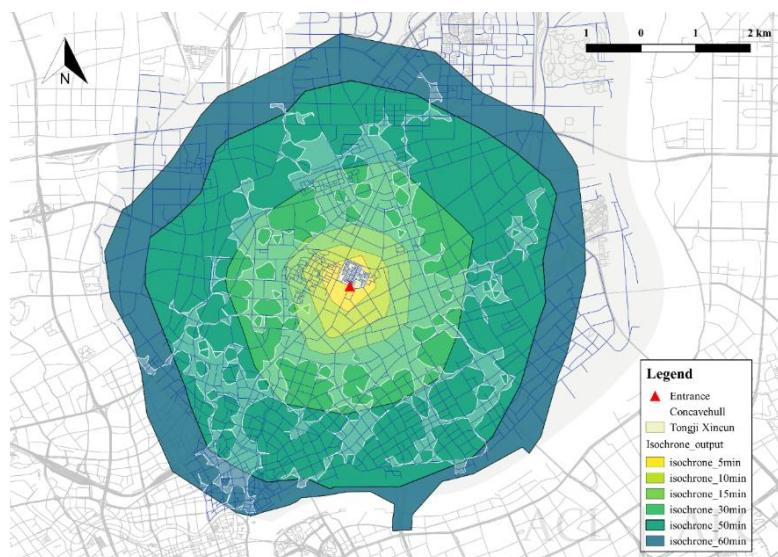 N
1 0 1 2 km
Legend
Entrance
Concavehull
Tongji Xincun
Isochrone_output
isochrone_5min
isochrone_10min
isochrone_15min
isochrone_30min
isochrone_50min
isochrone_60min